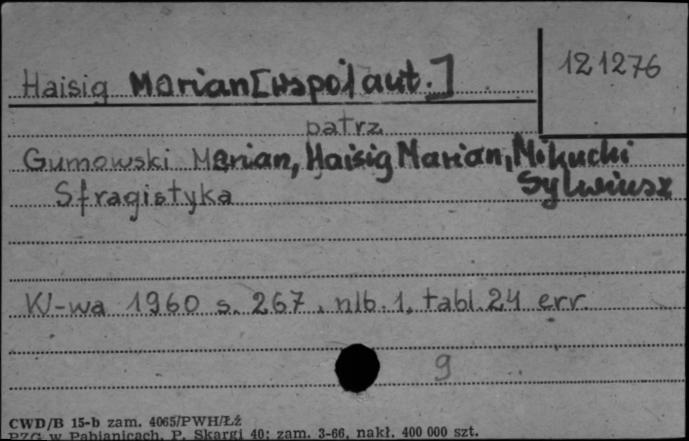 Haisig Marian [współaut.]
121276
patrz
Gumowski Marian, Haisig Marian, Mikucki
Sylwiusz
Sfragistyka
W-wa 1960 s. 267, nlb. 1, tabl. 24 err.
9
CWD/B 15-b zam. 4065/PWH/Łź
PZG w Pabianicach, P. Skargi 40; zam. 3-66, nakł. 400 000 szt.